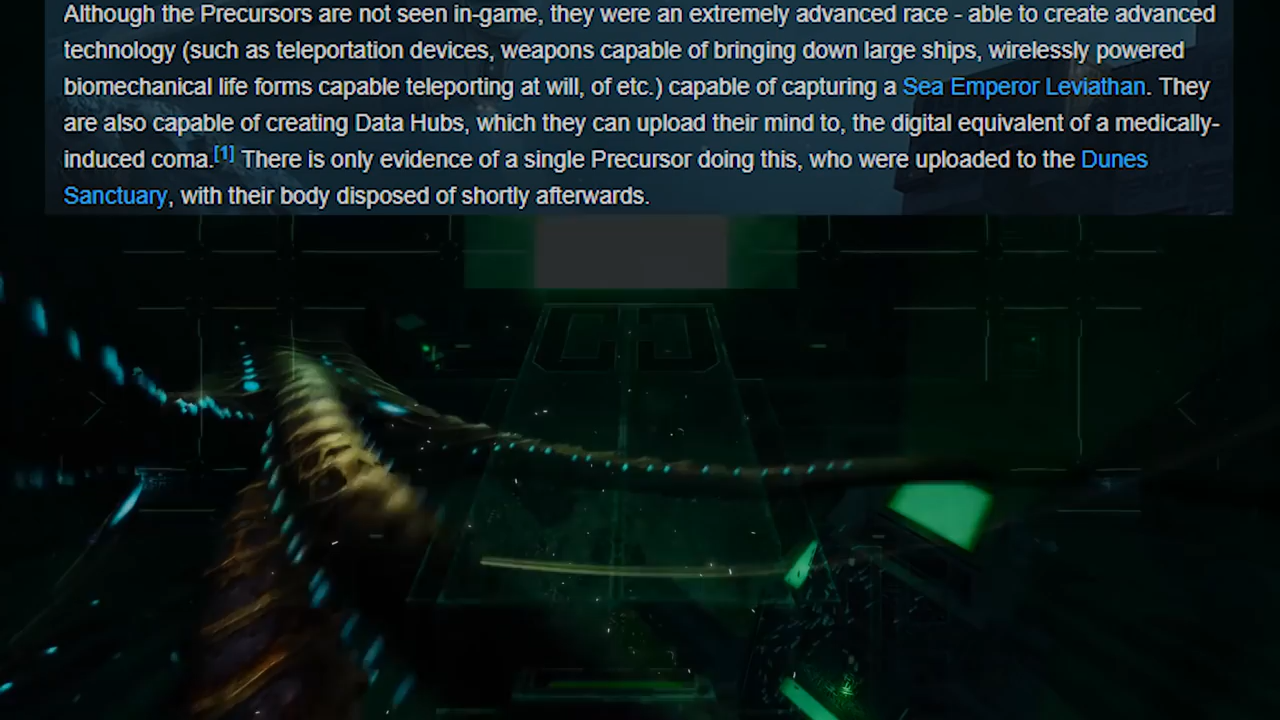 Although the Precursors are not seen in-game, they were an extremely advanced race - able to create advanced
technology (such as teleportation devices, weapons capable of bringing down large ships, wirelessly powered
biomechanical life forms capable teleporting at will, of etc.) capable of capturing a Sea Emperor Leviathan. They
are also capable of creating Data Hubs, which they can upload their mind to, the digital equivalent of a medically-
induced coma.[1] There is only evidence of a single Precursor doing this, who were uploaded to the Dunes
Sanctuary, with their body disposed of shortly afterwards.